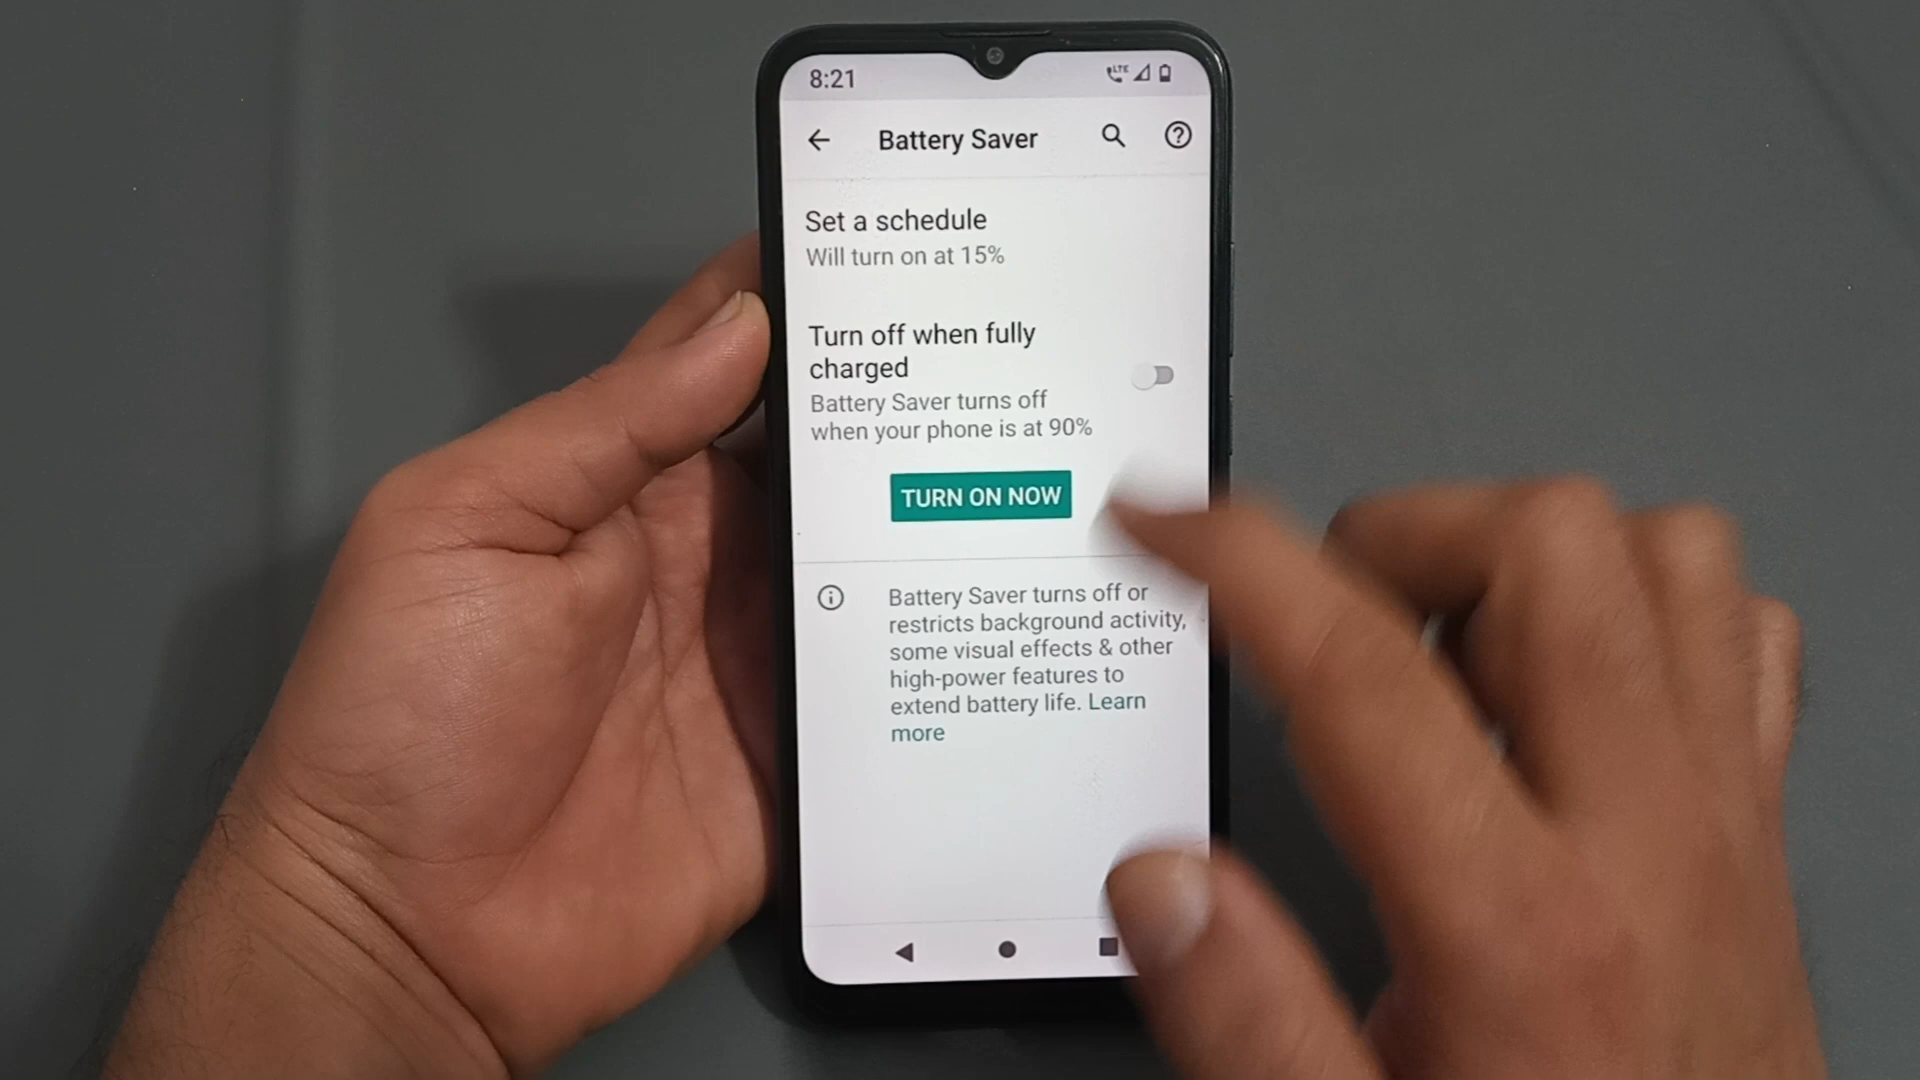 8:21
LTE
Battery Saver
Set a schedule
Will turn on at 15%
Turn off when fully
charged
Battery Saver turns off
when your phone is at 90%
TURN ON NOW
Battery Saver turns off or
restricts background activity,
some visual effects & other
high-power features to
extend battery life. Learn
more